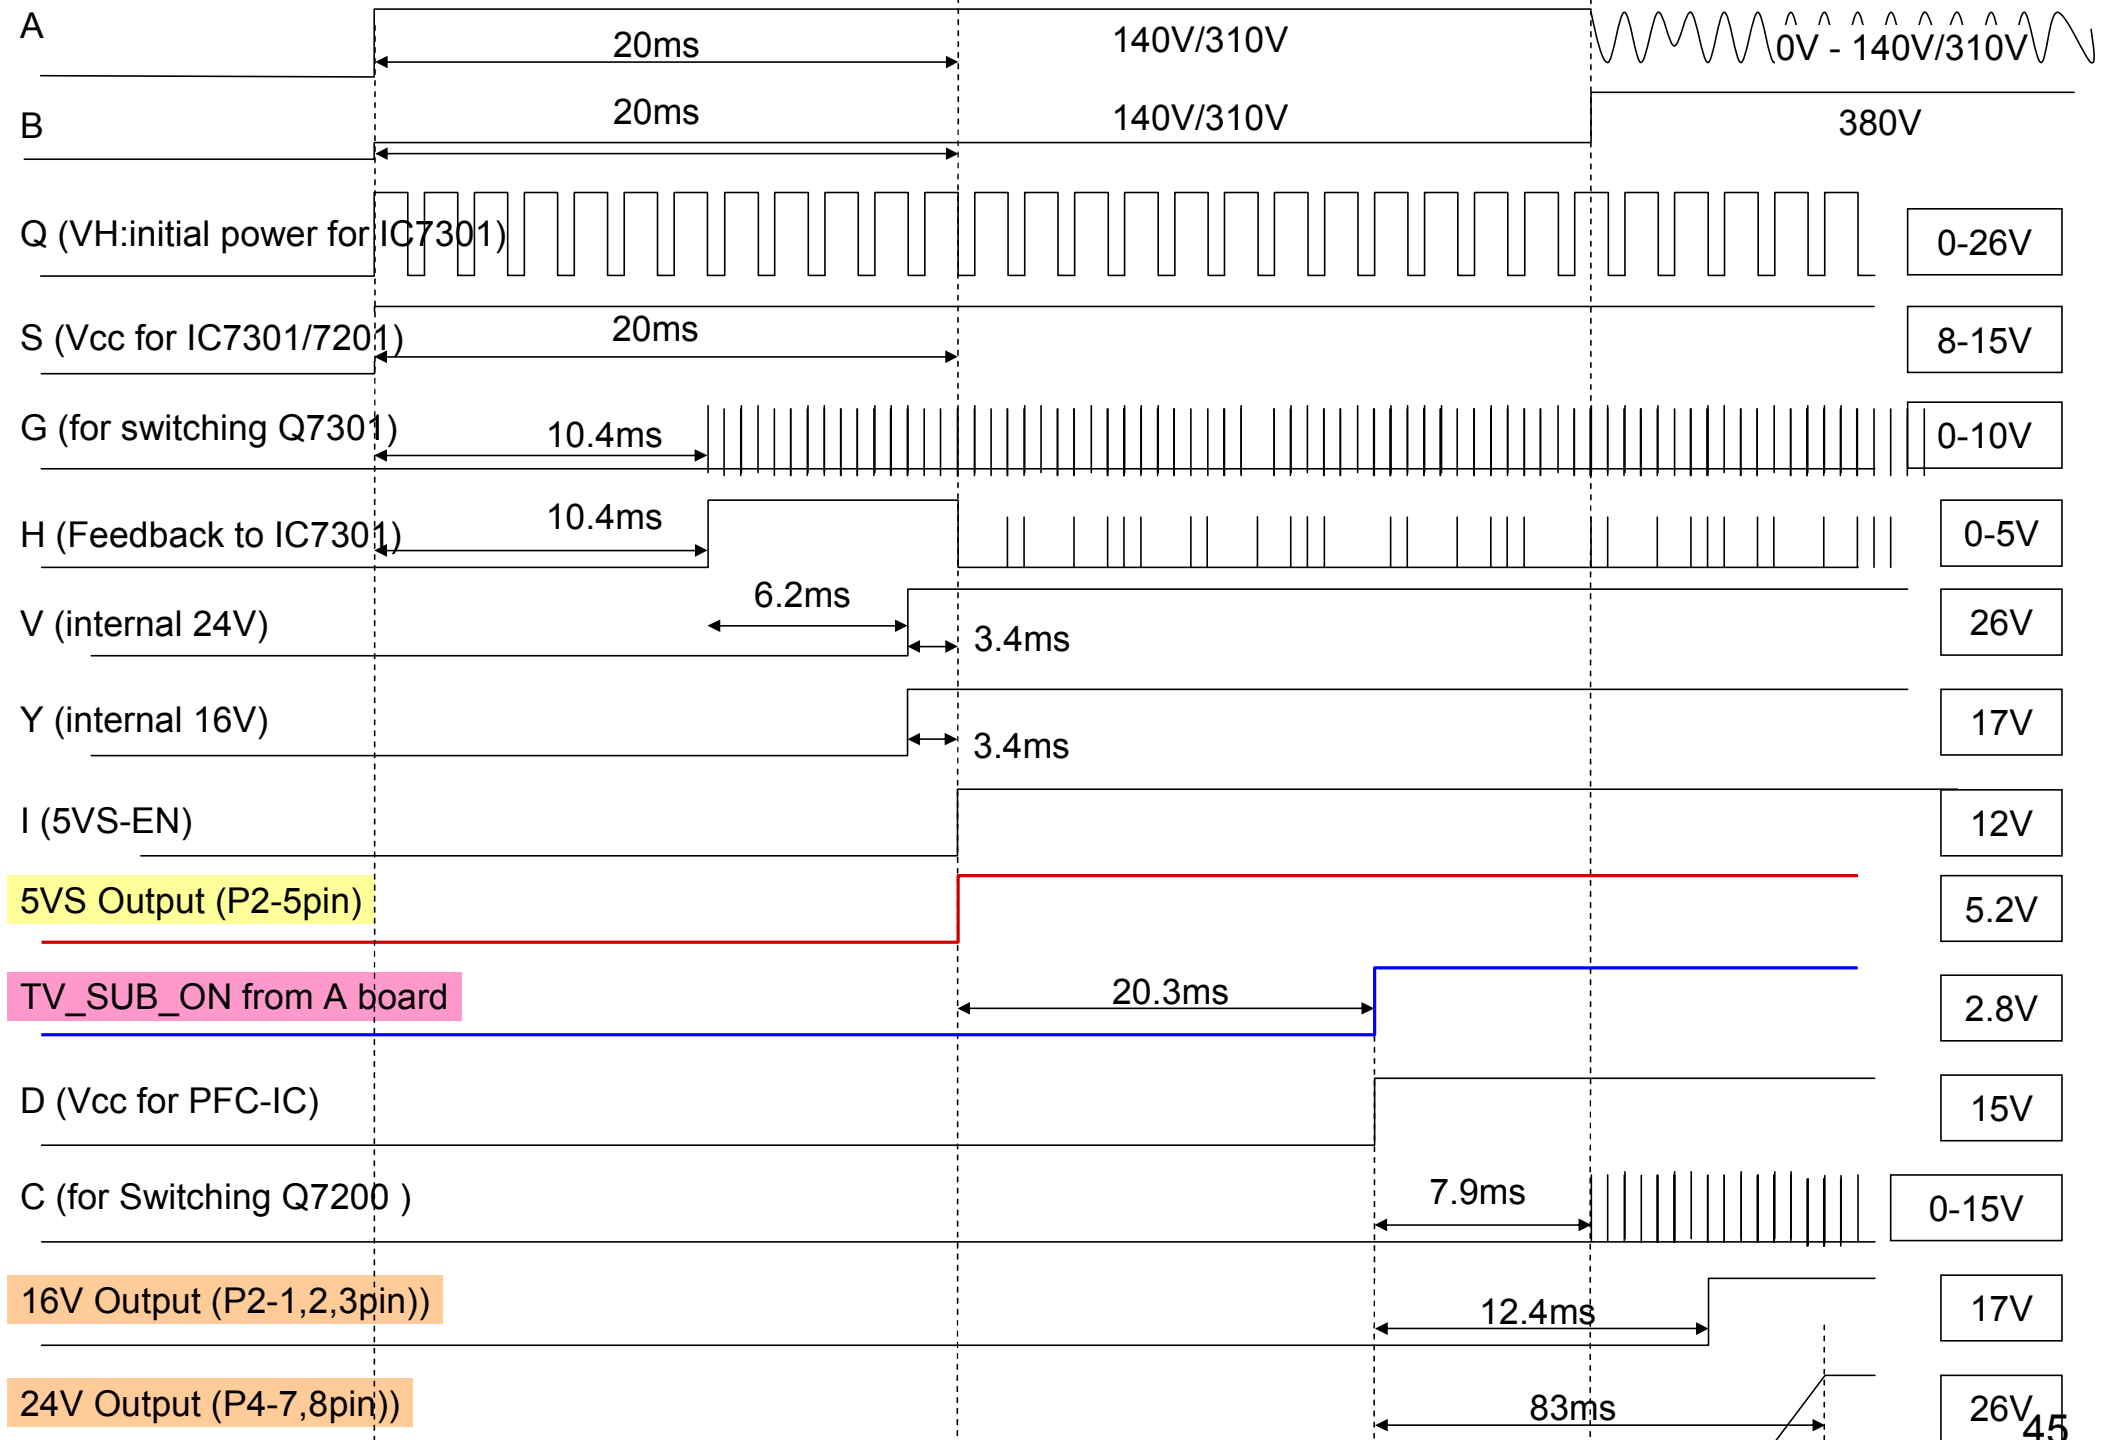 A
20ms
140V/310V
0V - 140V/310V
B
20ms
140V/310V
380V
Q (VH:initial power for IC7301)
0-26V
S (Vcc for IC7301/7201)
20ms
8-15V
G (for switching Q7301)
10.4ms
0-10V
H (Feedback to IC7301)
10.4ms
0-5V
V (internal 24V)
6.2ms
3.4ms
26V
Y (internal 16V)
3.4ms
17V
I (5VS-EN)
12V
5VS Output (P2-5pin)
5.2V
TV_SUB_ON from A board
20.3ms
2.8V
D (Vcc for PFC-IC)
15V
C (for Switching Q7200 )
7.9ms
0-15V
16V Output (P2-1,2,3pin))
12.4ms
17V
24V Output (P4-7,8pin))
83ms
26V
45